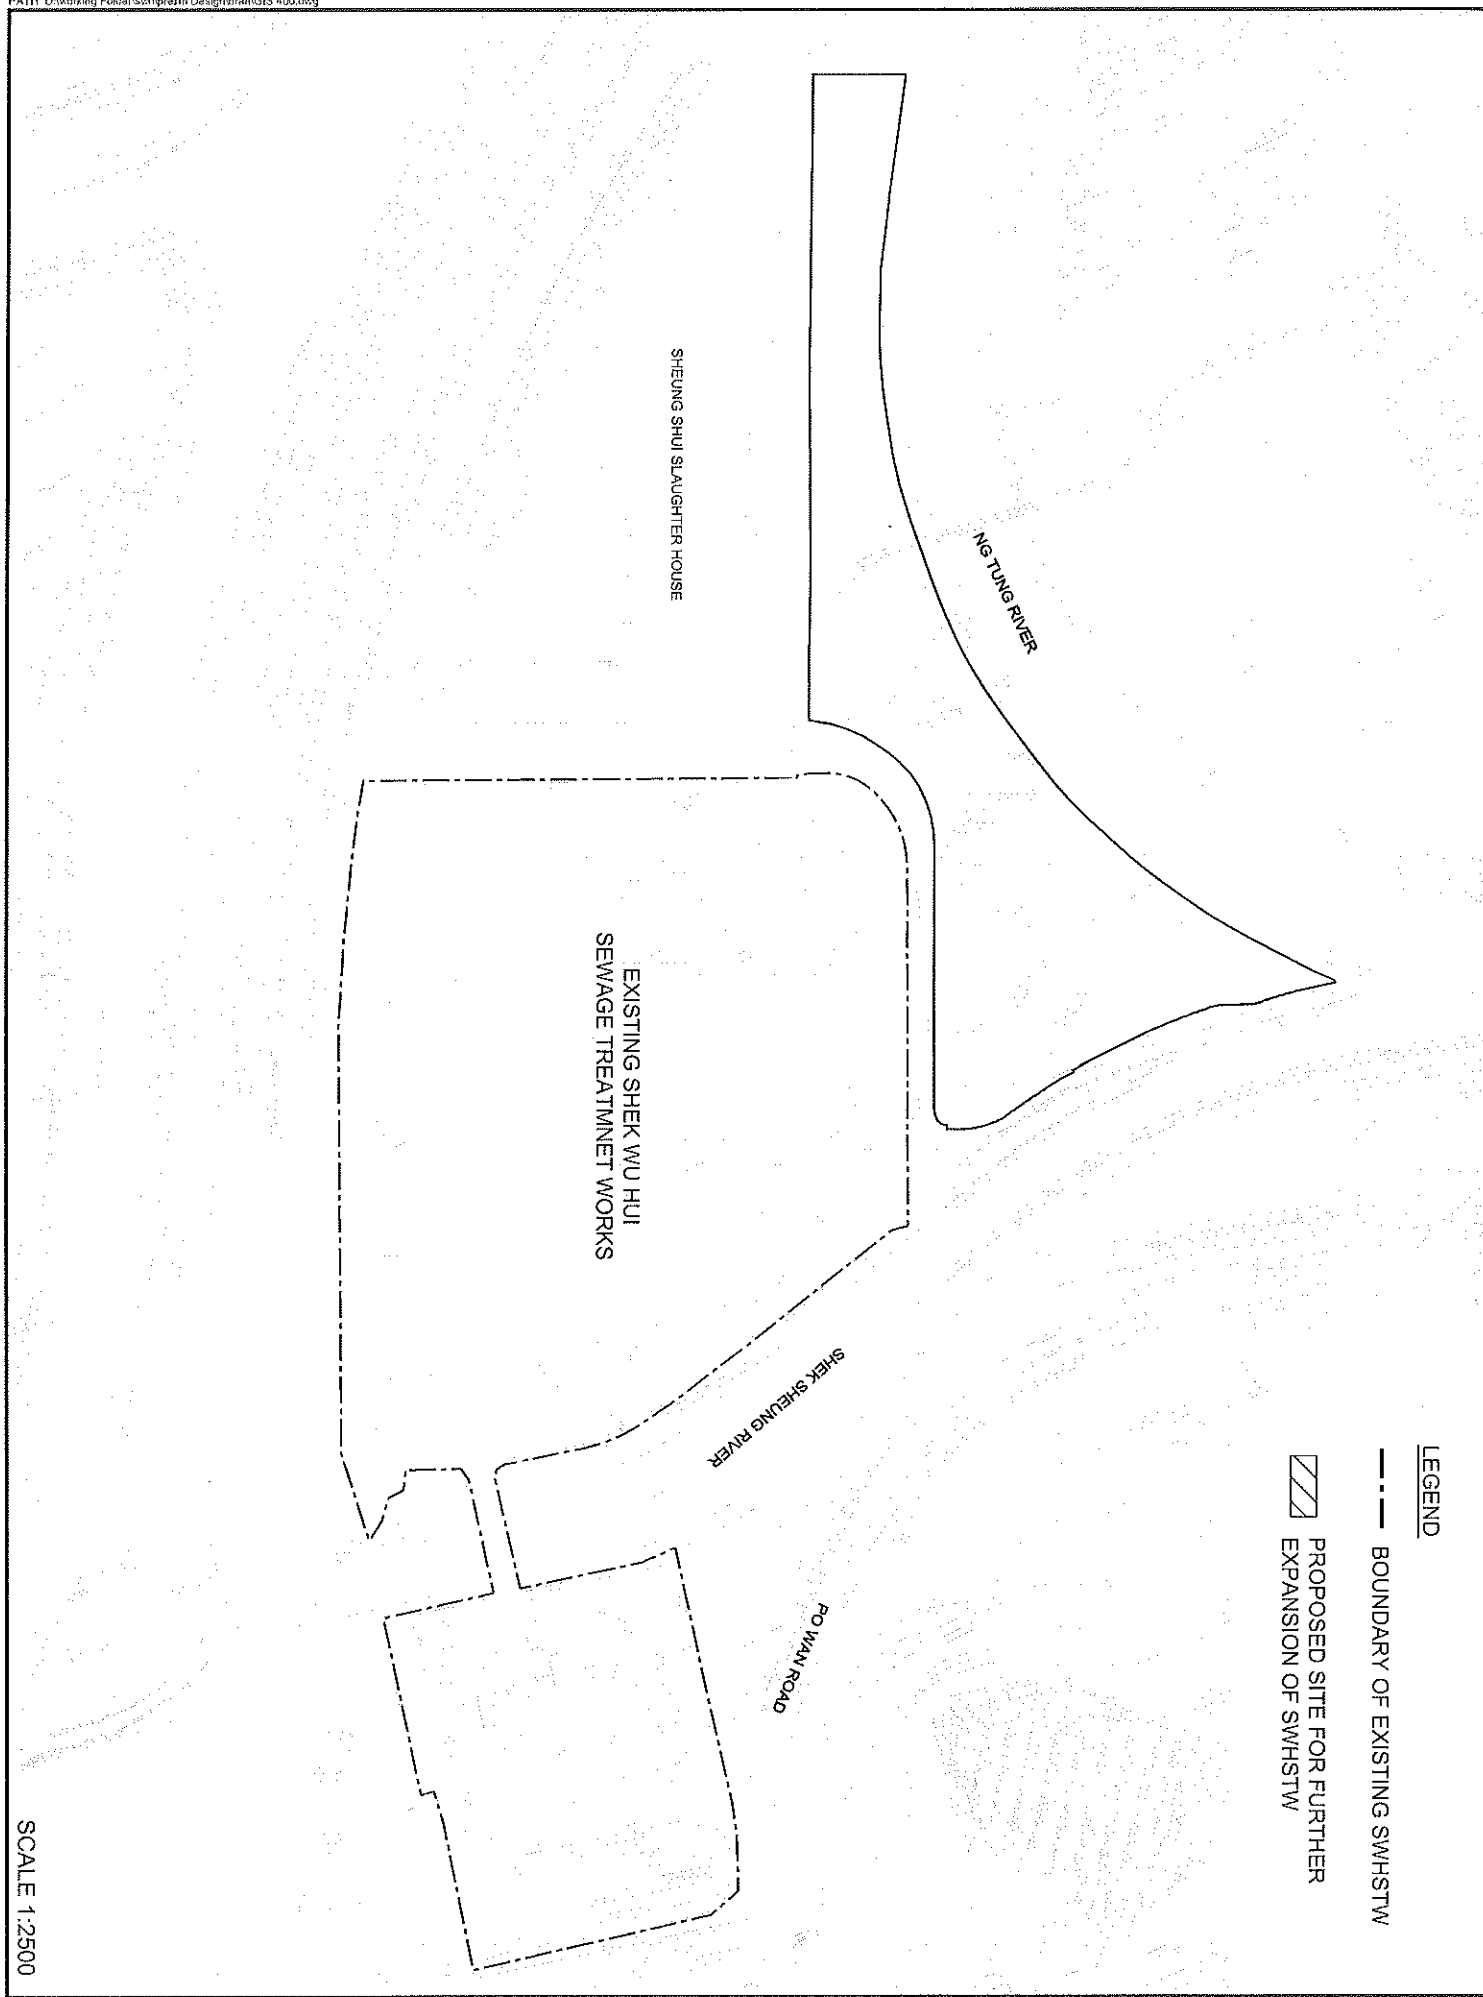 LEGEND
BOUNDARY OF EXISTING SWHSTW
PROPOSED SITE FOR FURTHER
EXPANSION OF SWHSTW
NG TUNG RIVER
SHEUNG SHUI SLAUGHTER HOUSE
EXISTING SHEK WU HUI
SEWAGE TREATMNET WORKS
SHEK SHEUNG RIVER
PO WAN ROAD
SCALE 1:2500